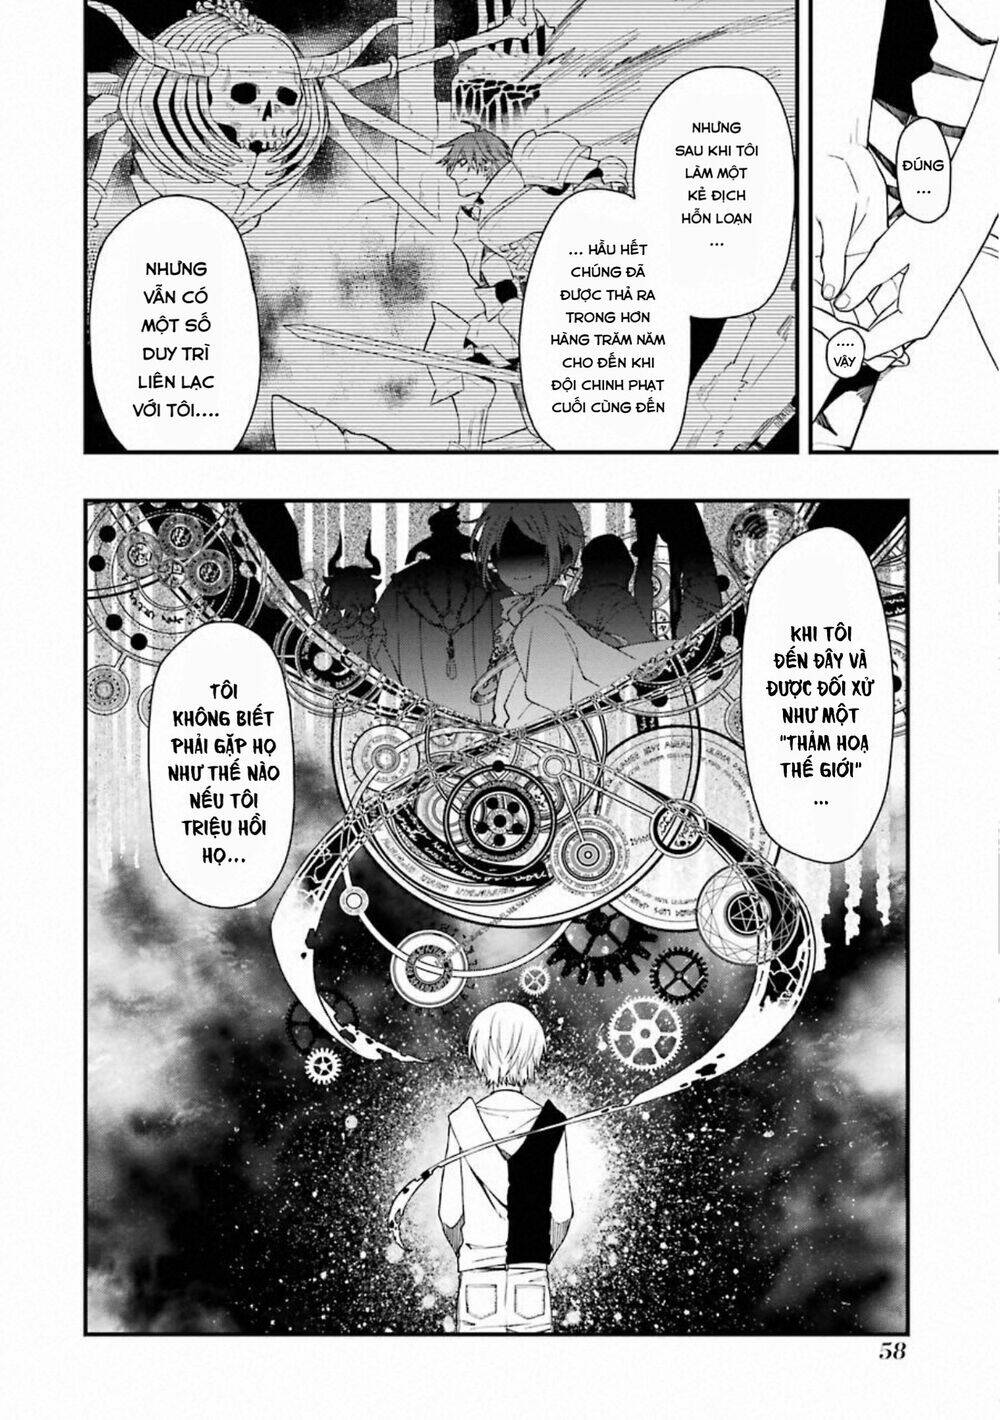 ĐÚNG
...
....
VẬY
NHƯNG
SAU KHI TÔI
LÀM MỘT
KẺ ĐỊCH
HỖN LOẠN
...
... HẦU HẾT
CHÚNG ĐÃ
ĐƯỢC THẢ RA
TRONG HƠN
HÀNG TRĂM NĂM
CHO ĐẾN KHI
ĐỘI CHINH PHẠT
CUỐI CÙNG ĐẾN
NHƯNG
VẪN CÓ
MỘT SỐ
DUY TRÌ
LIÊN LẠC
VỚI TÔI....
KHI TÔI
ĐẾN ĐÂY VÀ
ĐƯỢC ĐỐI XỬ
NHƯ MỘT
"THẢM HOẠ
THẾ GIỚI"
...
TÔI
KHÔNG BIẾT
PHẢI GẶP HỌ
NHƯ THẾ NÀO
NẾU TÔI
TRIỆU HỒI
HỌ...
58